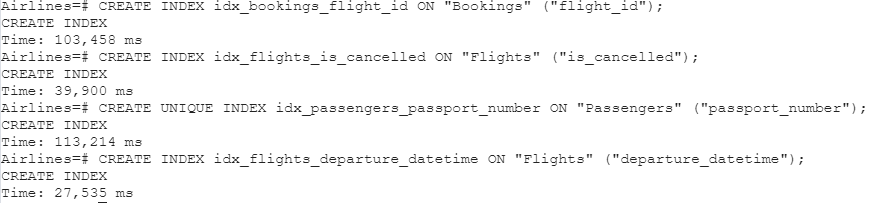 Airlines=# CREATE INDEX idx_bookings_flight_id ON "Bookings" ("flight_id");
CREATE INDEX
Time: 103,458 ms
Airlines=# CREATE INDEX idx_flights_is_cancelled ON "Flights" ("is_cancelled");
CREATE INDEX
Time: 39,900 ms
Airlines=# CREATE UNIQUE INDEX idx_passengers_passport_number ON "Passengers" ("passport_number");
CREATE INDEX
Time: 113,214 ms
Airlines=# CREATE INDEX idx_flights_departure_datetime ON "Flights" ("departure_datetime");
CREATE INDEX
Time: 27,535 ms